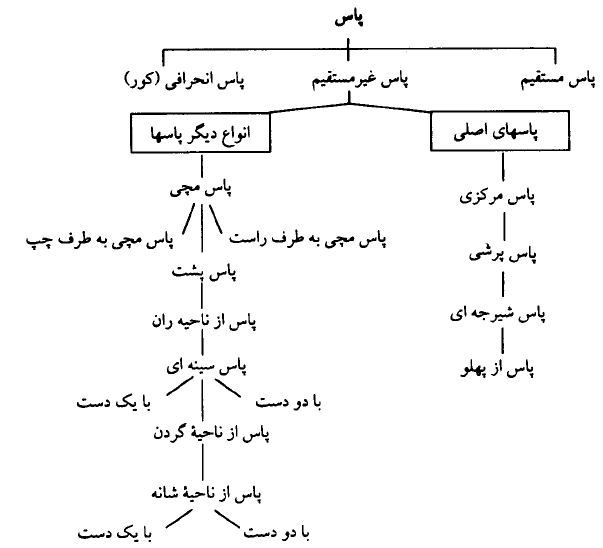 پاس
پاس مستقیم
پاس غیرمستقیم
پاس انحرافی (کور)
پاسهای اصلی
انواع دیگر پاسها
پاس مرکزی
پاس پرشی
پاس شیرجه ای
پاس از پهلو
پاس مچی
پاس مچی به طرف راست
پاس مچی به طرف چپ
پاس پشت
پاس از ناحیه ران
پاس سینه ای
با دو دست
با یک دست
پاس از ناحیۀ گردن
پاس از ناحیۀ شانه
با دو دست
با یک دست